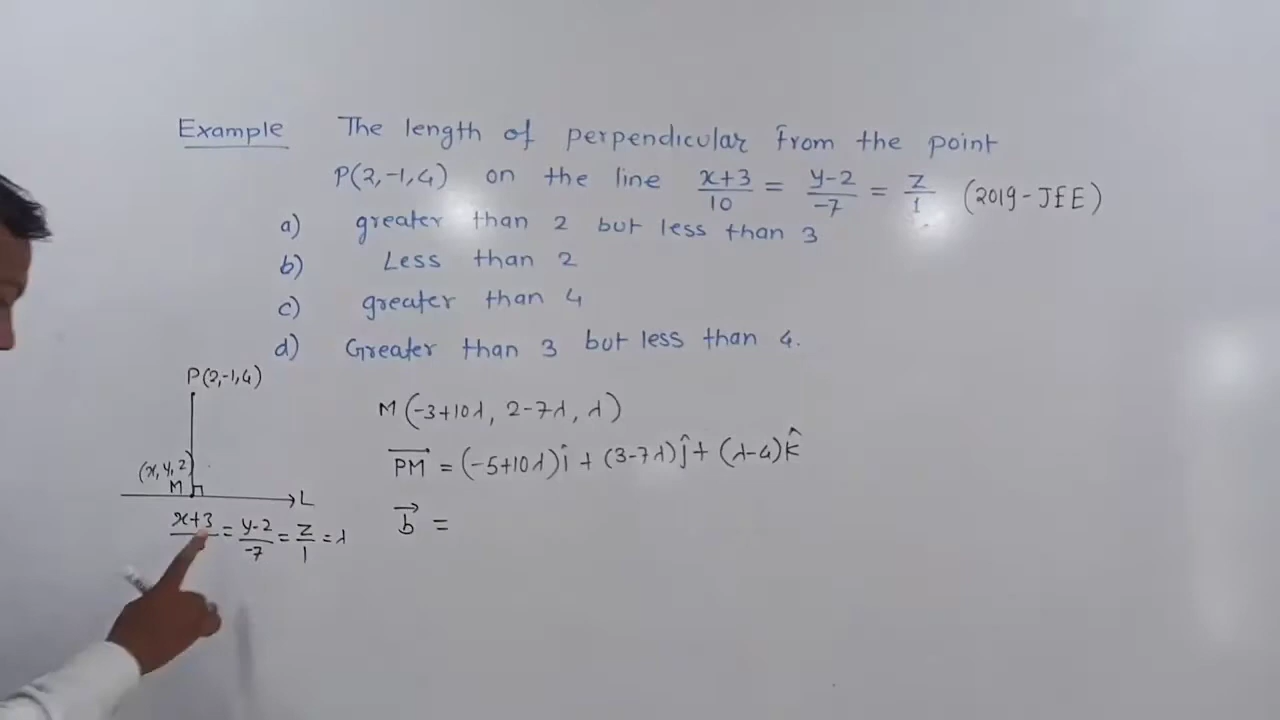 Example The length of perpendicular from the point
P(2,-1,4) on the line x+3/10 = y-2/-7 = z/1 (2019-JEE)
a) greater than 2 but less than 3
b) Less than 2
c) greater than 4
d) Greater than 3 but less than 4.
P(2,-1,4)
(x,y,z)
M
L
x+3 = y-2/-7 = z/1 = λ
M(-3+10λ, 2-7λ, λ)
PM→ = (-5+10λ)î + (3-7λ)ĵ + (λ-4)k̂
b→ =